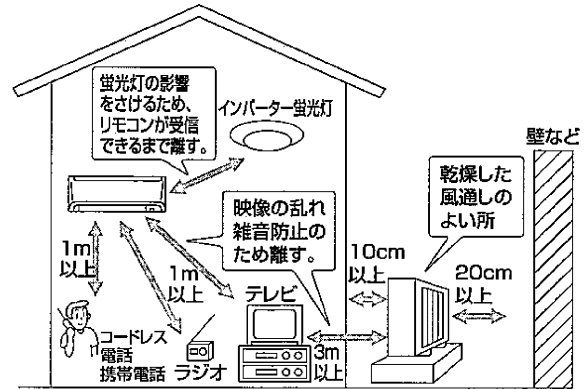 蛍光灯の影響
をさけるため、
リモコンが受信
できるまで離す。
インバーター蛍光灯
壁など
乾燥した
風通しの
よい所
映像の乱れ
雑音防止の
ため離す。
1m
以上
1m
以上
10cm
以上
20cm
以上
テレビ
3m
以上
コードレス
電話
携帯電話
ラジオ